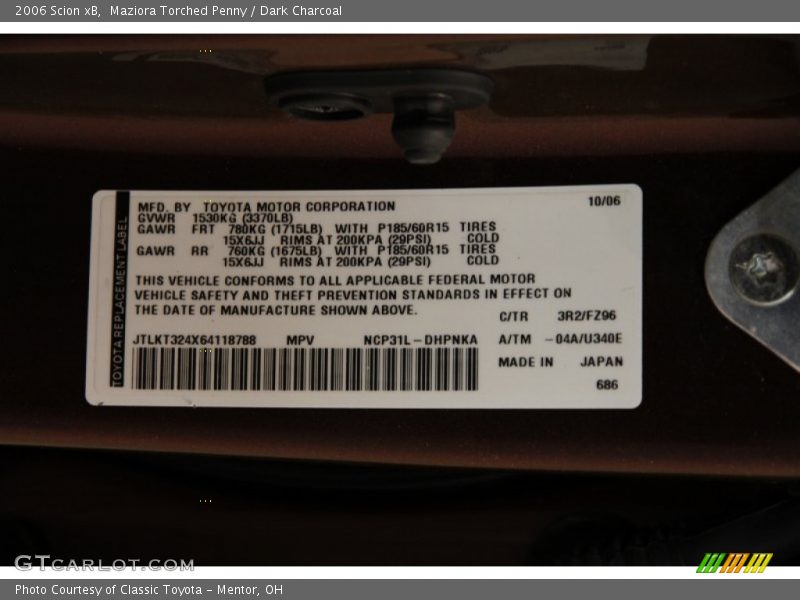 2006 Scion xB,  Maziora Torched Penny / Dark Charcoal
MFD. BY TOYOTA MOTOR CORPORATION 10/06
GVWR 1530KG (3370LB)
GAWR FRT 780KG (1715LB) WITH P185/60R15 TIRES
15X6JJ RIMS AT 200KPA (29PSI) COLD
GAWR RR 760KG (1675LB) WITH P185/60R15 TIRES
15X6JJ RIMS AT 200KPA (29PSI) COLD
THIS VEHICLE CONFORMS TO ALL APPLICABLE FEDERAL MOTOR
VEHICLE SAFETY AND THEFT PREVENTION STANDARDS IN EFFECT ON
THE DATE OF MANUFACTURE SHOWN ABOVE.
C/TR 3R2/FZ96
JTLKT324X64118788 MPV NCP31L-DHPNKA A/TM -04A/U340E
MADE IN JAPAN
686
TOYOTA REPLACEMENT LABEL
GTCARLOT.COM
Photo Courtesy of Classic Toyota - Mentor, OH